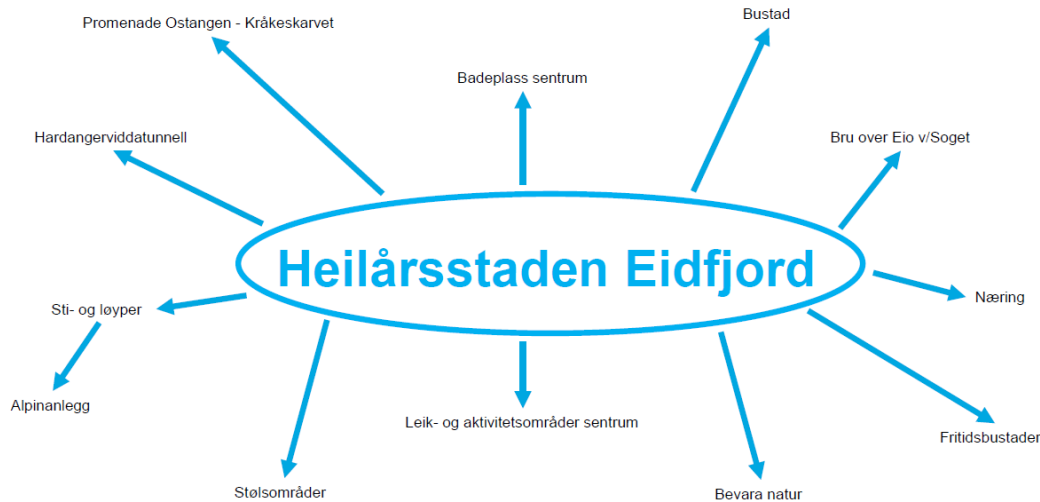 Promenade Ostangen - Kråkeskarvet
Bustad
Badeplass sentrum
Hardangerviddatunnell
Bru over Eio v/Soget
Heilårsstaden Eidfjord
Næring
Sti- og løyper
Alpinanlegg
Leik- og aktivitetsområder sentrum
Fritidsbustader
Stølsområder
Bevara natur